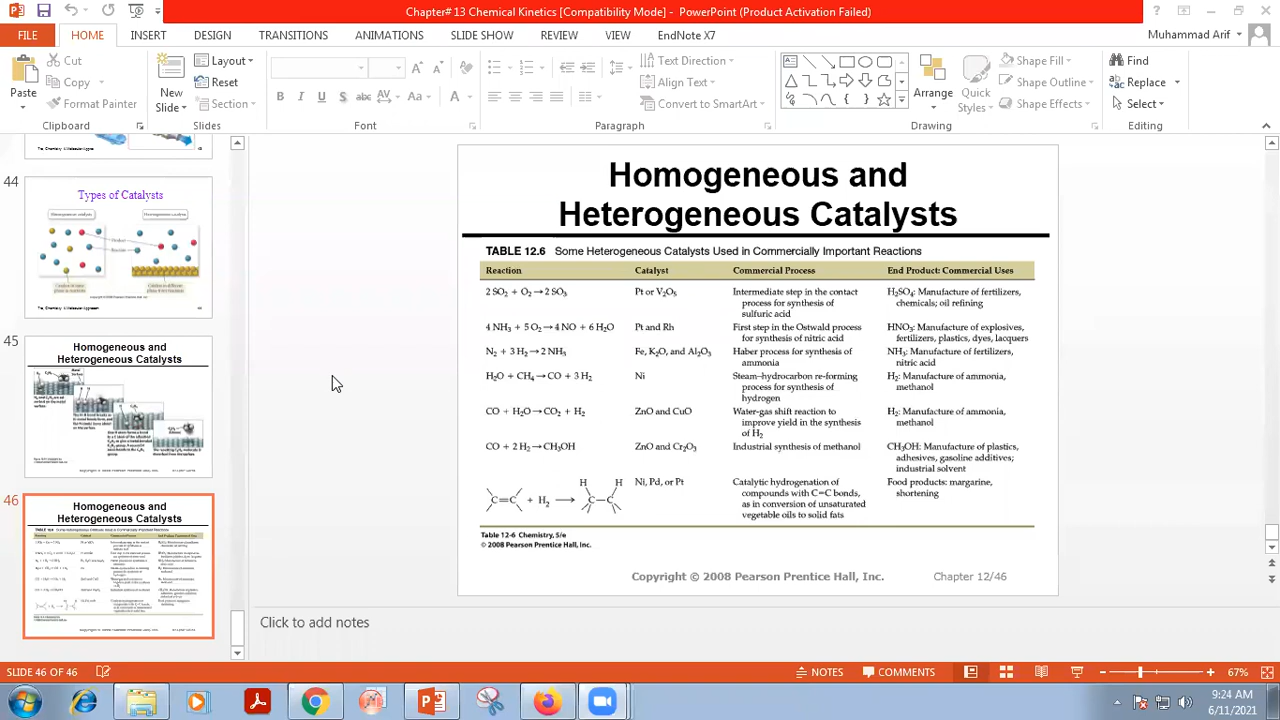 Chapter# 13 Chemical Kinetics [Compatibility Mode] - PowerPoint (Product Activation Failed)
FILE HOME INSERT DESIGN TRANSITIONS ANIMATIONS SLIDE SHOW REVIEW VIEW EndNote X7
Muhammad Arif
Paste
Cut
Copy
Format Painter
Clipboard
New Slide
Layout
Reset
Section
Slides
Font
Text Direction
Align Text
Convert to SmartArt
Paragraph
Arrange
Quick Styles
Shape Fill
Shape Outline
Shape Effects
Drawing
Find
Replace
Select
Editing
44
Types of Catalysts
45
Homogeneous and
Heterogeneous Catalysts
46
Homogeneous and
Heterogeneous Catalysts
Homogeneous and
Heterogeneous Catalysts
TABLE 12.6 Some Heterogeneous Catalysts Used in Commercially Important Reactions
Reaction Catalyst Commercial Process End Product: Commercial Uses
2 SO₂ + O₂ → 2 SO₃ Pt or V₂O₅ Intermediate step in the contact H₂SO₄: Manufacture of fertilizers,
process for synthesis of chemicals; oil refining
sulfuric acid
4 NH₃ + 5 O₂ → 4 NO + 6 H₂O Pt and Rh First step in the Ostwald process HNO₃: Manufacture of explosives,
for synthesis of nitric acid fertilizers, plastics, dyes, lacquers
N₂ + 3 H₂ → 2 NH₃ Fe, K₂O, and Al₂O₃ Haber process for synthesis of NH₃: Manufacture of fertilizers,
ammonia nitric acid
H₂O + CH₄ → CO + 3 H₂ Ni Steam–hydrocarbon re-forming H₂: Manufacture of ammonia,
process for synthesis of methanol
hydrogen
CO + H₂O → CO₂ + H₂ ZnO and CuO Water-gas shift reaction to H₂: Manufacture of ammonia,
improve yield in the synthesis methanol
of H₂
CO + 2 H₂ → CH₃OH ZnO and Cr₂O₃ Industrial synthesis of methanol CH₃OH: Manufacture of plastics,
adhesives, gasoline additives;
industrial solvent
H H Ni, Pd, or Pt Catalytic hydrogenation of Food products: margarine,
compounds with C=C bonds, shortening
C=C + H₂ → C–C as in conversion of unsaturated
vegetable oils to solid fats
Table 12-6 Chemistry, 5/e
© 2008 Pearson Prentice Hall, Inc.
Copyright © 2008 Pearson Prentice Hall, Inc. Chapter 12/46
Click to add notes
SLIDE 46 OF 46 NOTES COMMENTS 67%
9:24 AM
6/11/2021